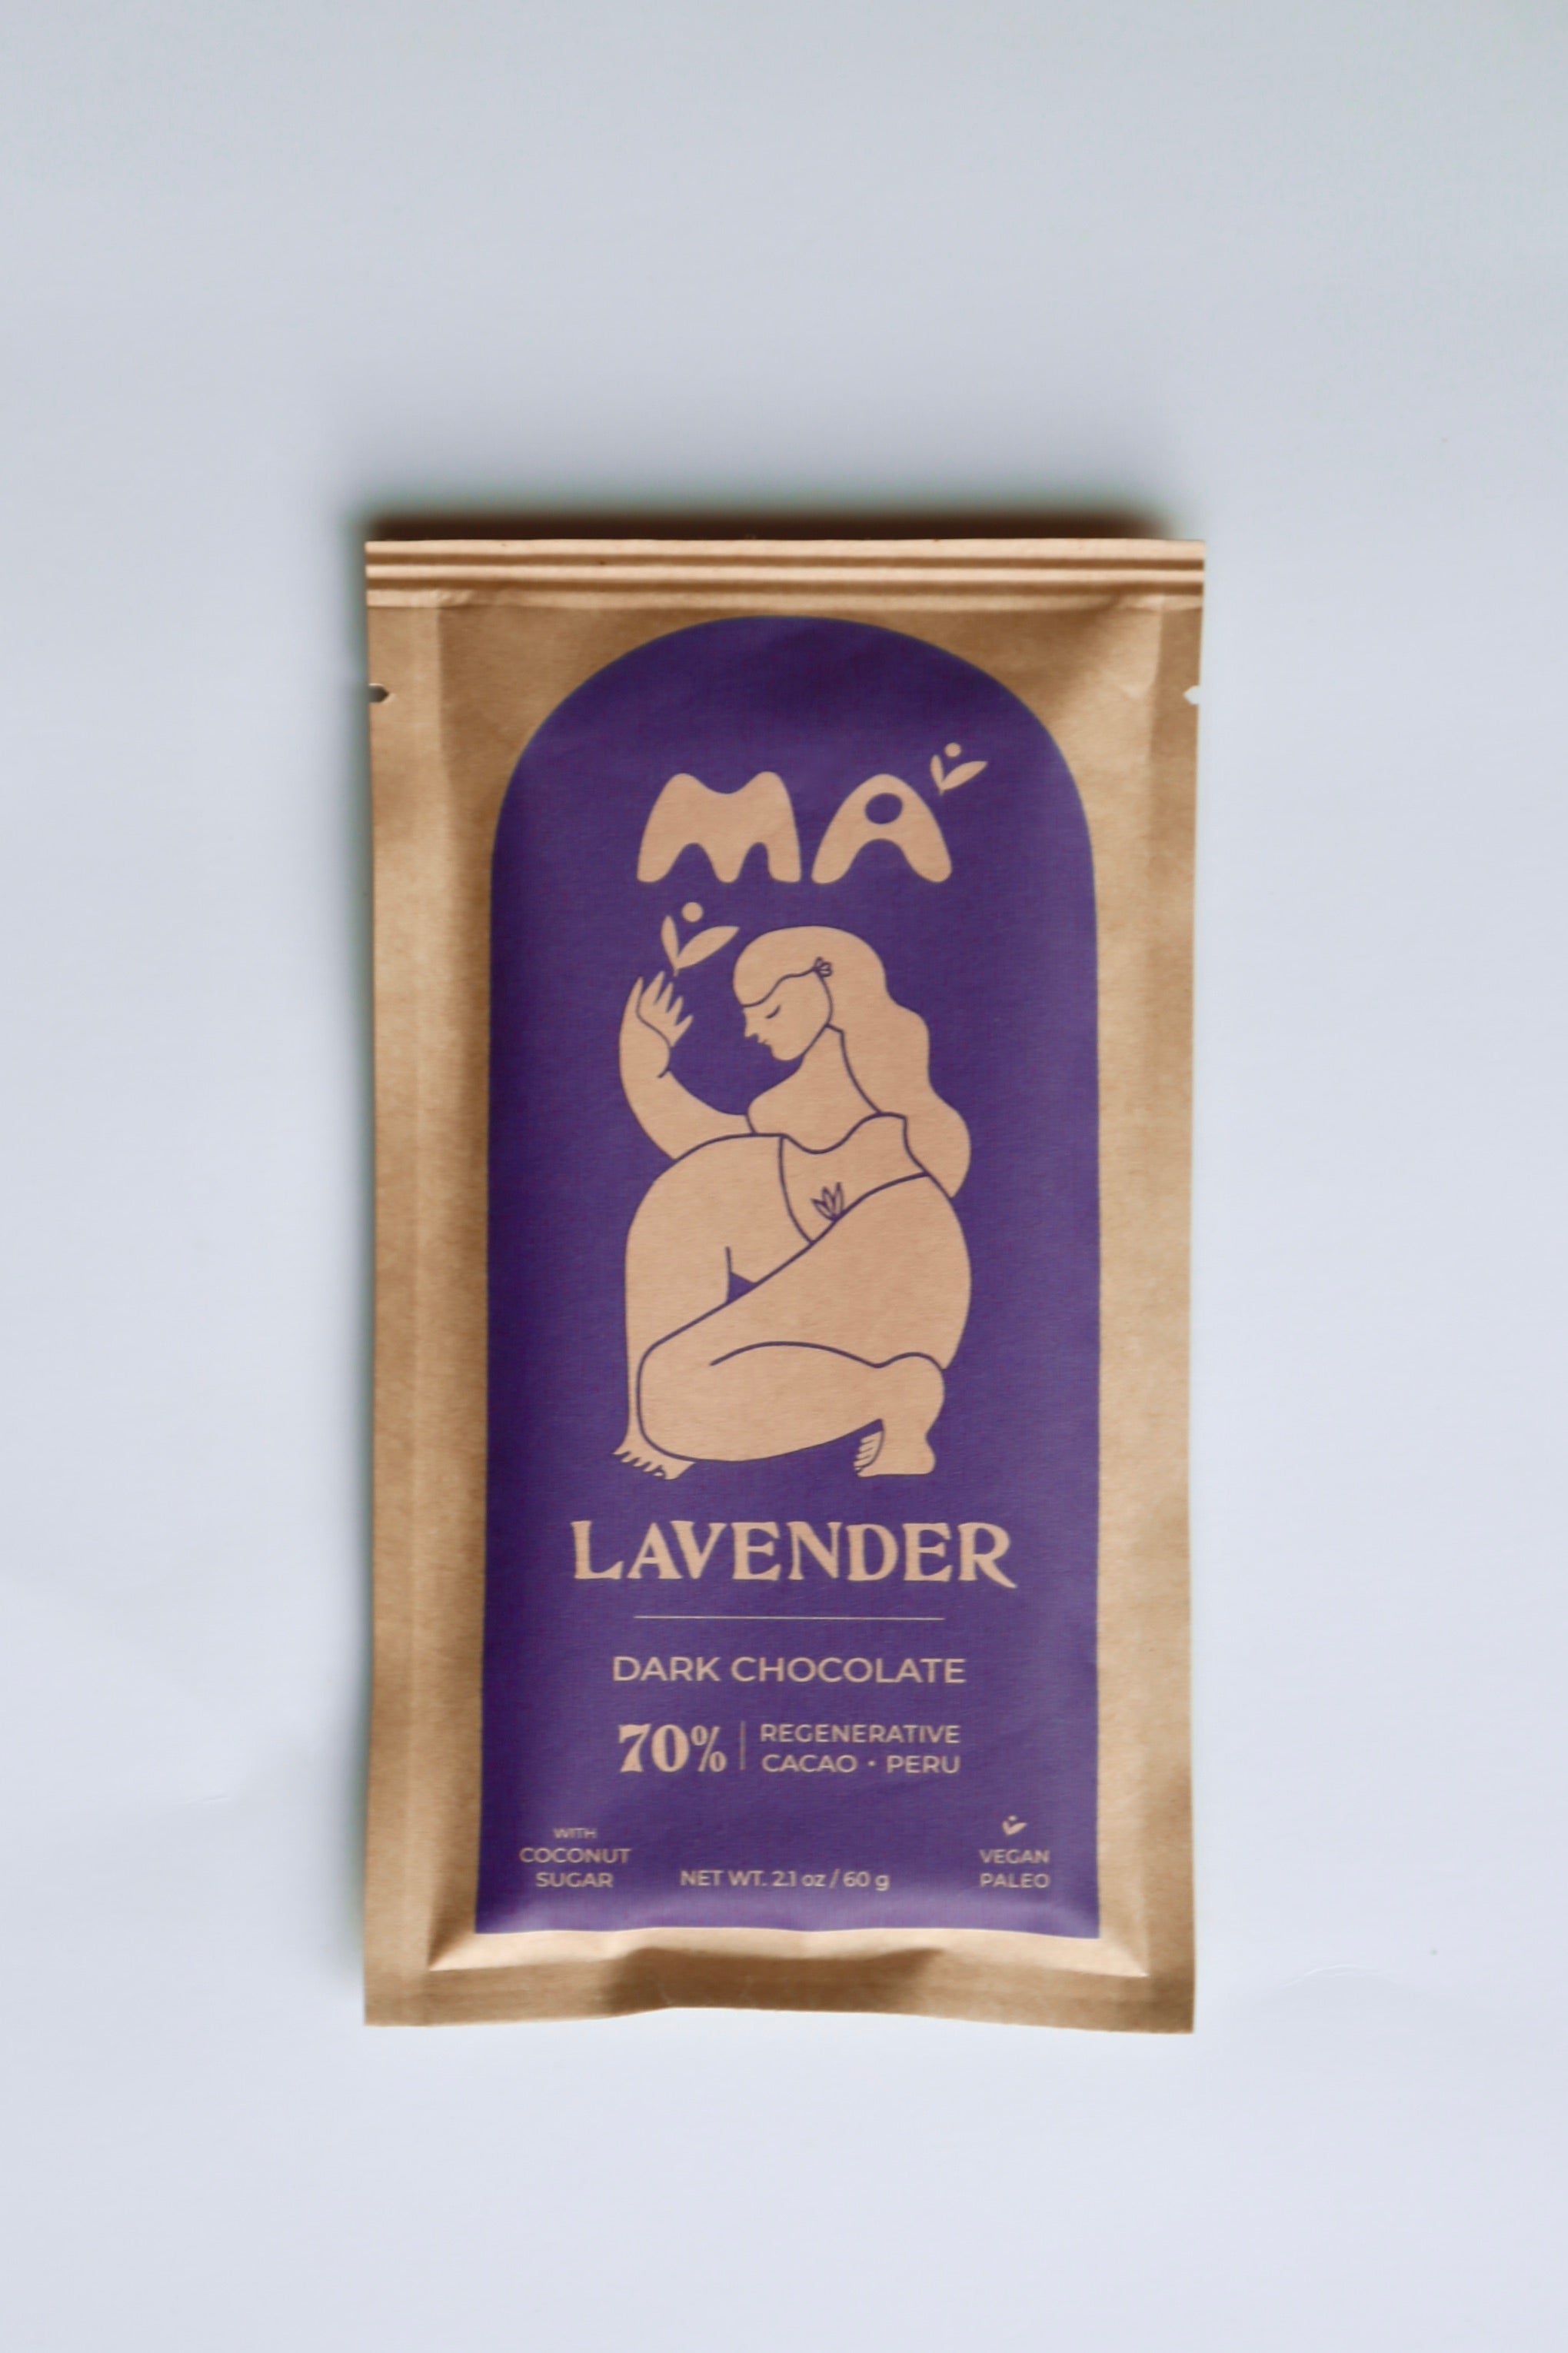 MA
LAVENDER
DARK CHOCOLATE
70%
REGENERATIVE
CACAO • PERU
WITH
COCONUT
SUGAR
NET WT. 2.1 oz / 60 g
VEGAN
PALEO